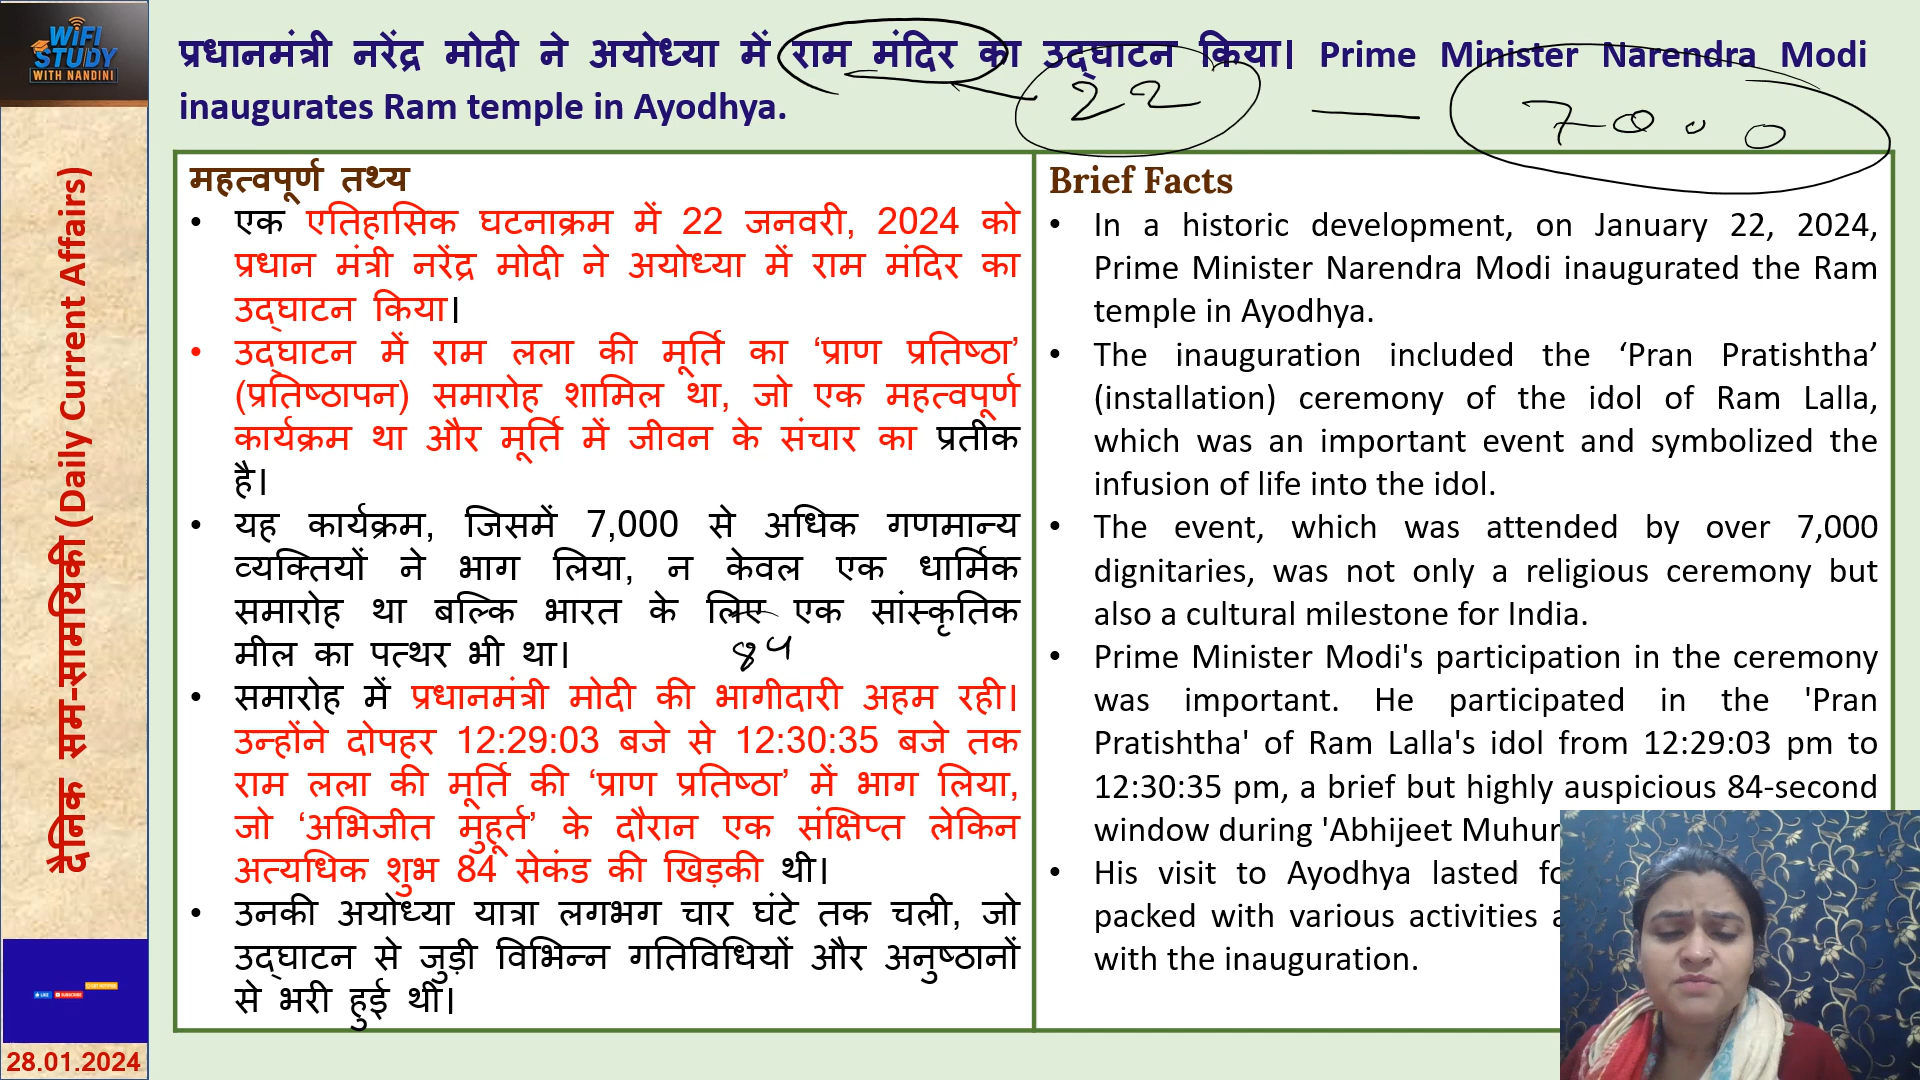 WiFi
STUDY
WITH NANDINI
दैनिक सम-सामयिकी (Daily Current Affairs)
28.01.2024
प्रधानमंत्री नरेंद्र मोदी ने अयोध्या में राम मंदिर का उद्घाटन किया। Prime Minister Narendra Modi
inaugurates Ram temple in Ayodhya.
22 — 7000
महत्वपूर्ण तथ्य
• एक एतिहासिक घटनाक्रम में 22 जनवरी, 2024 को
प्रधान मंत्री नरेंद्र मोदी ने अयोध्या में राम मंदिर का
उद्घाटन किया।
• उद्घाटन में राम लला की मूर्ति का ‘प्राण प्रतिष्ठा’
(प्रतिष्ठापन) समारोह शामिल था, जो एक महत्वपूर्ण
कार्यक्रम था और मूर्ति में जीवन के संचार का प्रतीक
है।
• यह कार्यक्रम, जिसमें 7,000 से अधिक गणमान्य
व्यक्तियों ने भाग लिया, न केवल एक धार्मिक
समारोह था बल्कि भारत के लिए एक सांस्कृतिक
मील का पत्थर भी था।
84
• समारोह में प्रधानमंत्री मोदी की भागीदारी अहम रही।
उन्होंने दोपहर 12:29:03 बजे से 12:30:35 बजे तक
राम लला की मूर्ति की ‘प्राण प्रतिष्ठा’ में भाग लिया,
जो ‘अभिजीत मुहूर्त’ के दौरान एक संक्षिप्त लेकिन
अत्यधिक शुभ 84 सेकंड की खिड़की थी।
• उनकी अयोध्या यात्रा लगभग चार घंटे तक चली, जो
उद्घाटन से जुड़ी विभिन्न गतिविधियों और अनुष्ठानों
से भरी हुई थी।
Brief Facts
• In a historic development, on January 22, 2024,
Prime Minister Narendra Modi inaugurated the Ram
temple in Ayodhya.
• The inauguration included the ‘Pran Pratishtha’
(installation) ceremony of the idol of Ram Lalla,
which was an important event and symbolized the
infusion of life into the idol.
• The event, which was attended by over 7,000
dignitaries, was not only a religious ceremony but
also a cultural milestone for India.
• Prime Minister Modi's participation in the ceremony
was important. He participated in the 'Pran
Pratishtha' of Ram Lalla's idol from 12:29:03 pm to
12:30:35 pm, a brief but highly auspicious 84-second
window during 'Abhijeet
• His visit to Ayodhya lasted
packed with various activities
with the inauguration.